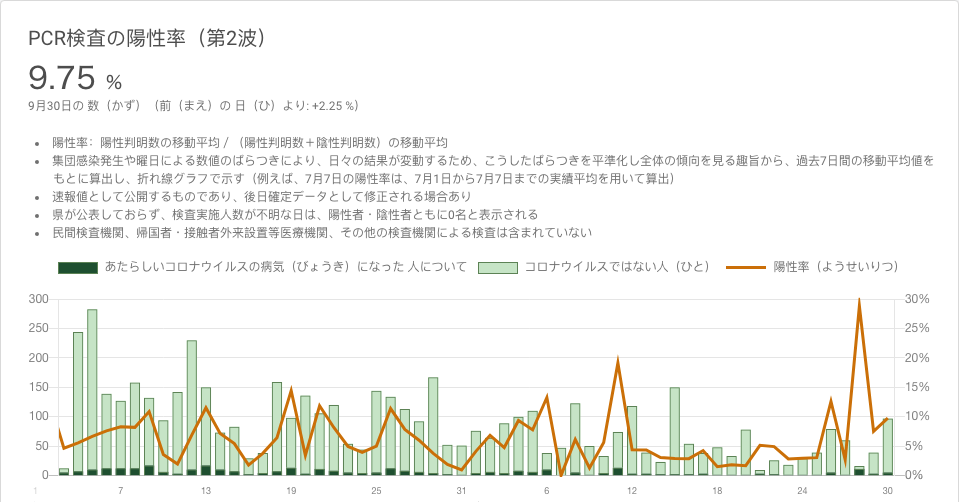 PCR検査の陽性率（第2波）
9.75 %
9月30日の 数（かず）（前（まえ）の 日（ひ）より: +2.25 %）
• 陽性率：陽性判明数の移動平均 / （陽性判明数＋陰性判明数）の移動平均
• 集団感染発生や曜日による数値のばらつきにより、日々の結果が変動するため、こうしたばらつきを平準化し全体の傾向を見る趣旨から、過去7日間の移動平均値を
もとに算出し、折れ線グラフで示す（例えば、7月7日の陽性率は、7月1日から7月7日までの実績平均を用いて算出）
• 速報値として公開するものであり、後日確定データとして修正される場合あり
• 県が公表しておらず、検査実施人数が不明な日は、陽性者・陰性者ともに0名と表示される
• 民間検査機関、帰国者・接触者外来設置等医療機関、その他の検査機関による検査は含まれていない
あたらしいコロナウイルスの病気（びょうき）になった 人について コロナウイルスではない人（ひと） 陽性率（ようせいりつ）
300 30%
250 25%
200 20%
150 15%
100 10%
50 5%
0 0%
1 7 13 19 25 31 6 12 18 24 30